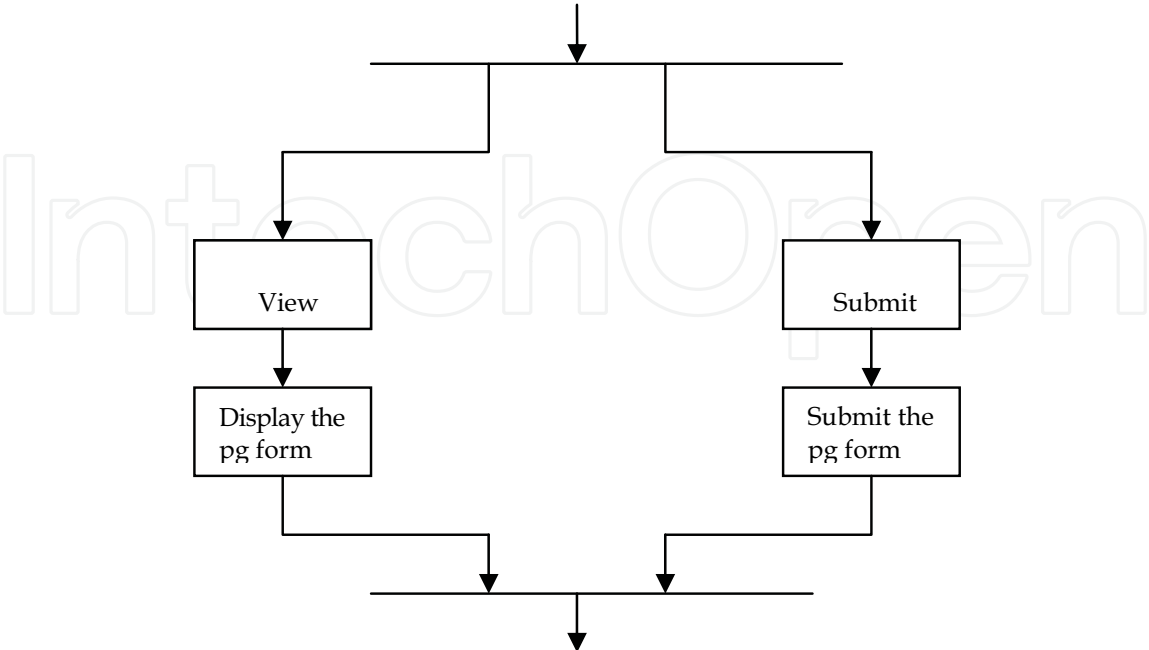 IntechOpen
View
Submit
Display the
pg form
Submit the
pg form